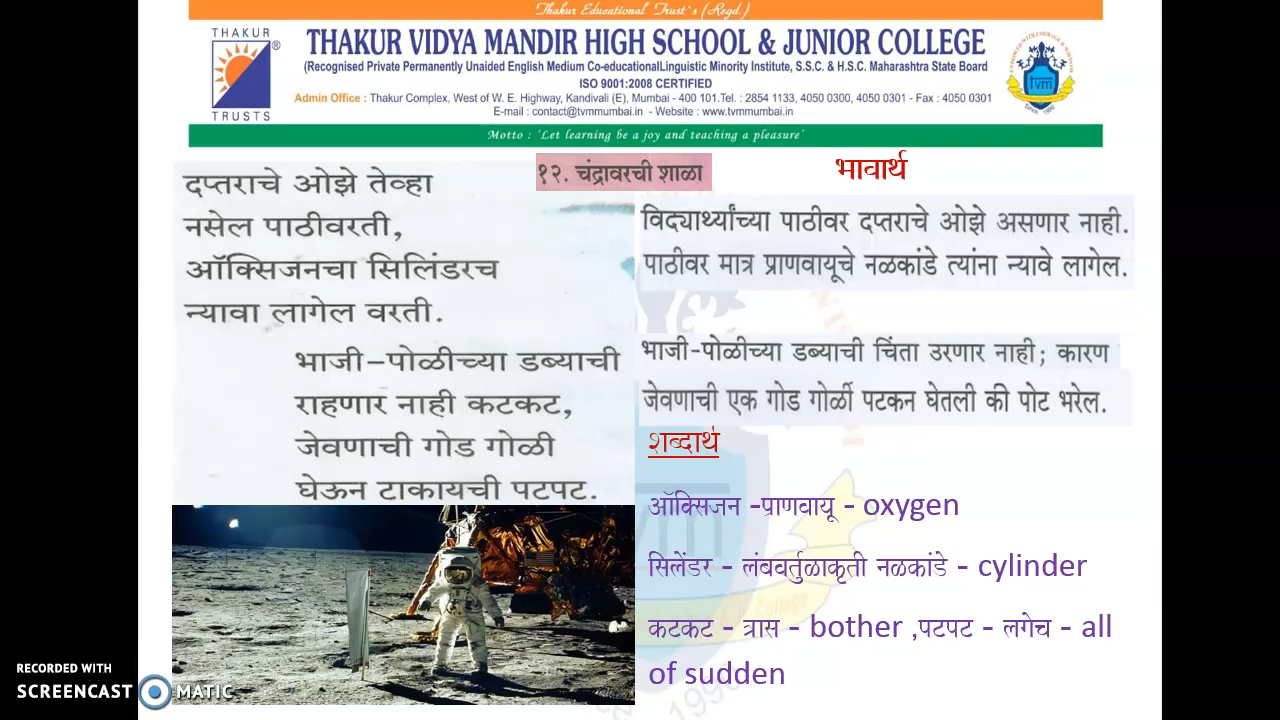 Thakur Educational Trust's (Regd.)
THAKUR
TRUSTS
THAKUR VIDYA MANDIR HIGH SCHOOL & JUNIOR COLLEGE
(Recognised Private Permanently Unaided English Medium Co-educationalLinguistic Minority Institute, S.S.C. & H.S.C. Maharashtra State Board
ISO 9001:2008 CERTIFIED
Admin Office : Thakur Complex, West of W. E. Highway, Kandivali (E), Mumbai - 400 101.Tel. : 2854 1133, 4050 0300, 4050 0301 - Fax : 4050 0301
E-mail : contact@tvmmumbai.in - Website : www.tvmmumbai.in
tvm
Motto : 'Let learning be a joy and teaching a pleasure'
१२. चंद्रावरची शाळा
दप्तराचे ओझे तेव्हा
नसेल पाठीवरती,
ऑक्सिजनचा सिलिंडरच
न्यावा लागेल वरती.
भाजी-पोळीच्या डब्याची
राहणार नाही कटकट,
जेवणाची गोड गोळी
घेऊन टाकायची पटपट.
भावार्थ
विद्यार्थ्यांच्या पाठीवर दप्तराचे ओझे असणार नाही.
पाठीवर मात्र प्राणवायूचे नळकांडे त्यांना न्यावे लागेल.
भाजी-पोळीच्या डब्याची चिंता उरणार नाही; कारण
जेवणाची एक गोड गोळी पटकन घेतली की पोट भरेल.
शब्दार्थ
ऑक्सिजन -प्राणवायू - oxygen
सिलेंडर - लंबवर्तुळाकृती नळकांडे - cylinder
कटकट - त्रास - bother ,पटपट - लगेच - all
of sudden
RECORDED WITH
SCREENCAST MATIC